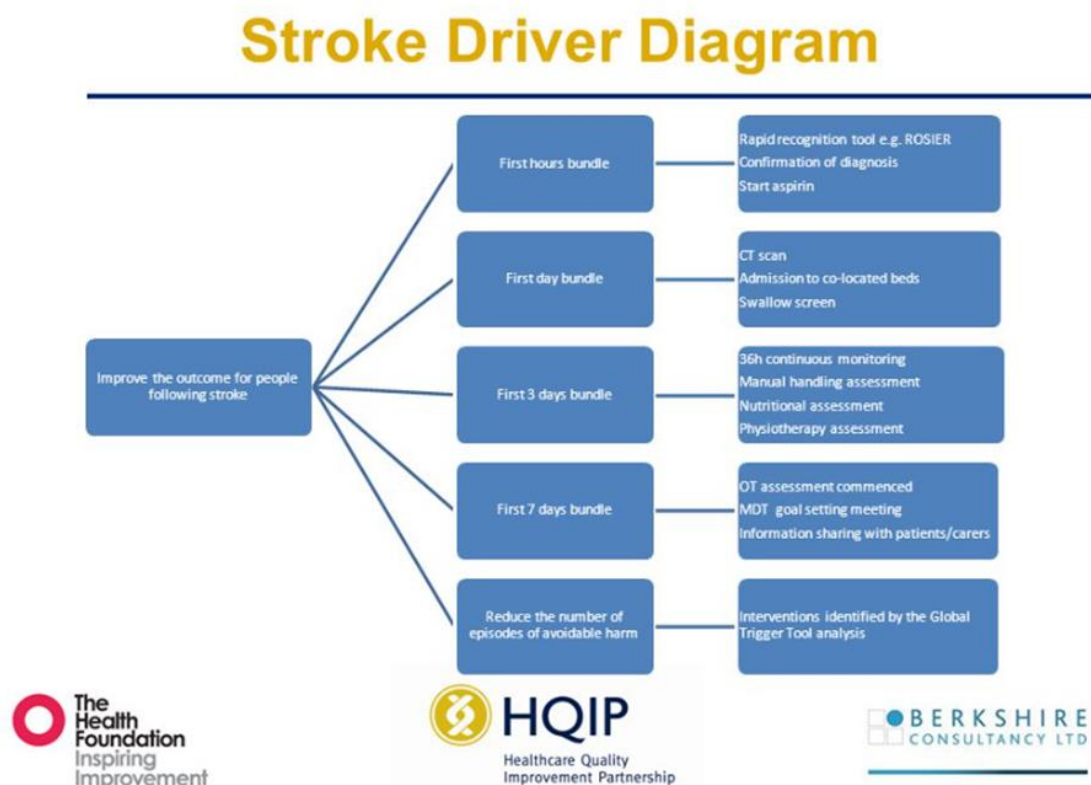 Stroke Driver Diagram
First hours bundle
Rapid recognition tool e.g. ROSIER
Confirmation of diagnosis
Start aspirin
First day bundle
CT scan
Admission to co-located beds
Swallow screen
Improve the outcome for people
following stroke
First 3 days bundle
36h continuous monitoring
Manual handling assessment
Nutritional assessment
Physiotherapy assessment
First 7 days bundle
OT assessment commenced
MDT goal setting meeting
Information sharing with patients/carers
Reduce the number of
episodes of avoidable harm
Interventions identified by the Global
Trigger Tool analysis
The
Health
Foundation
Inspiring
Improvement
HQIP
Healthcare Quality
Improvement Partnership
BERKSHIRE
CONSULTANCY LTD